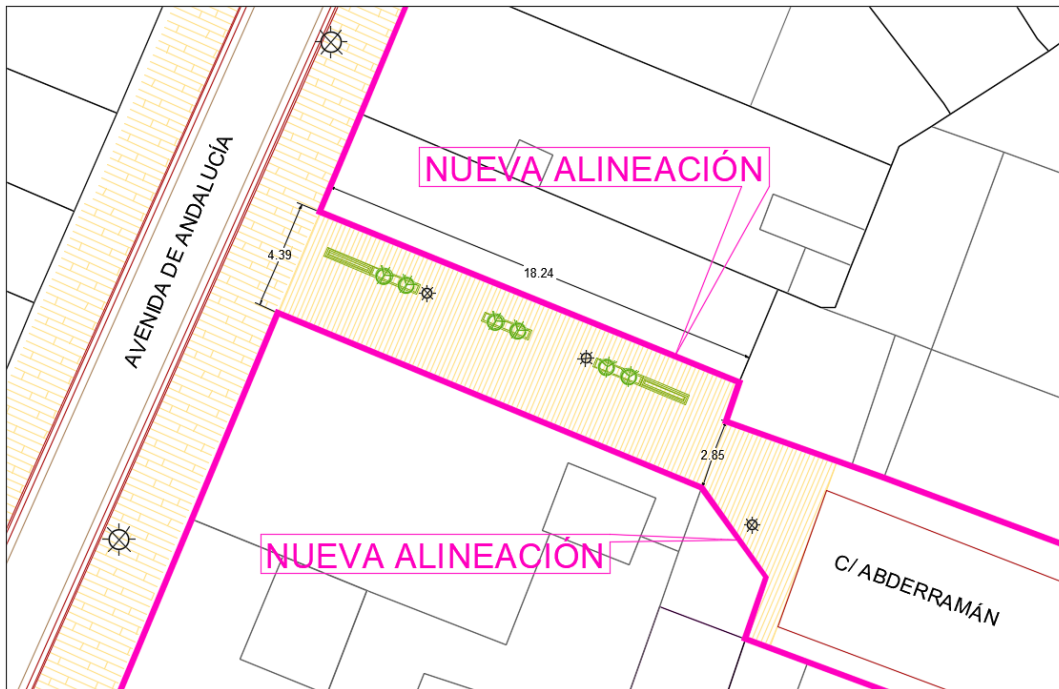 AVENIDA DE ANDALUCÍA
NUEVA ALINEACIÓN
4.39
18.24
2.85
NUEVA ALINEACIÓN
C/ ABDERRAMÁN